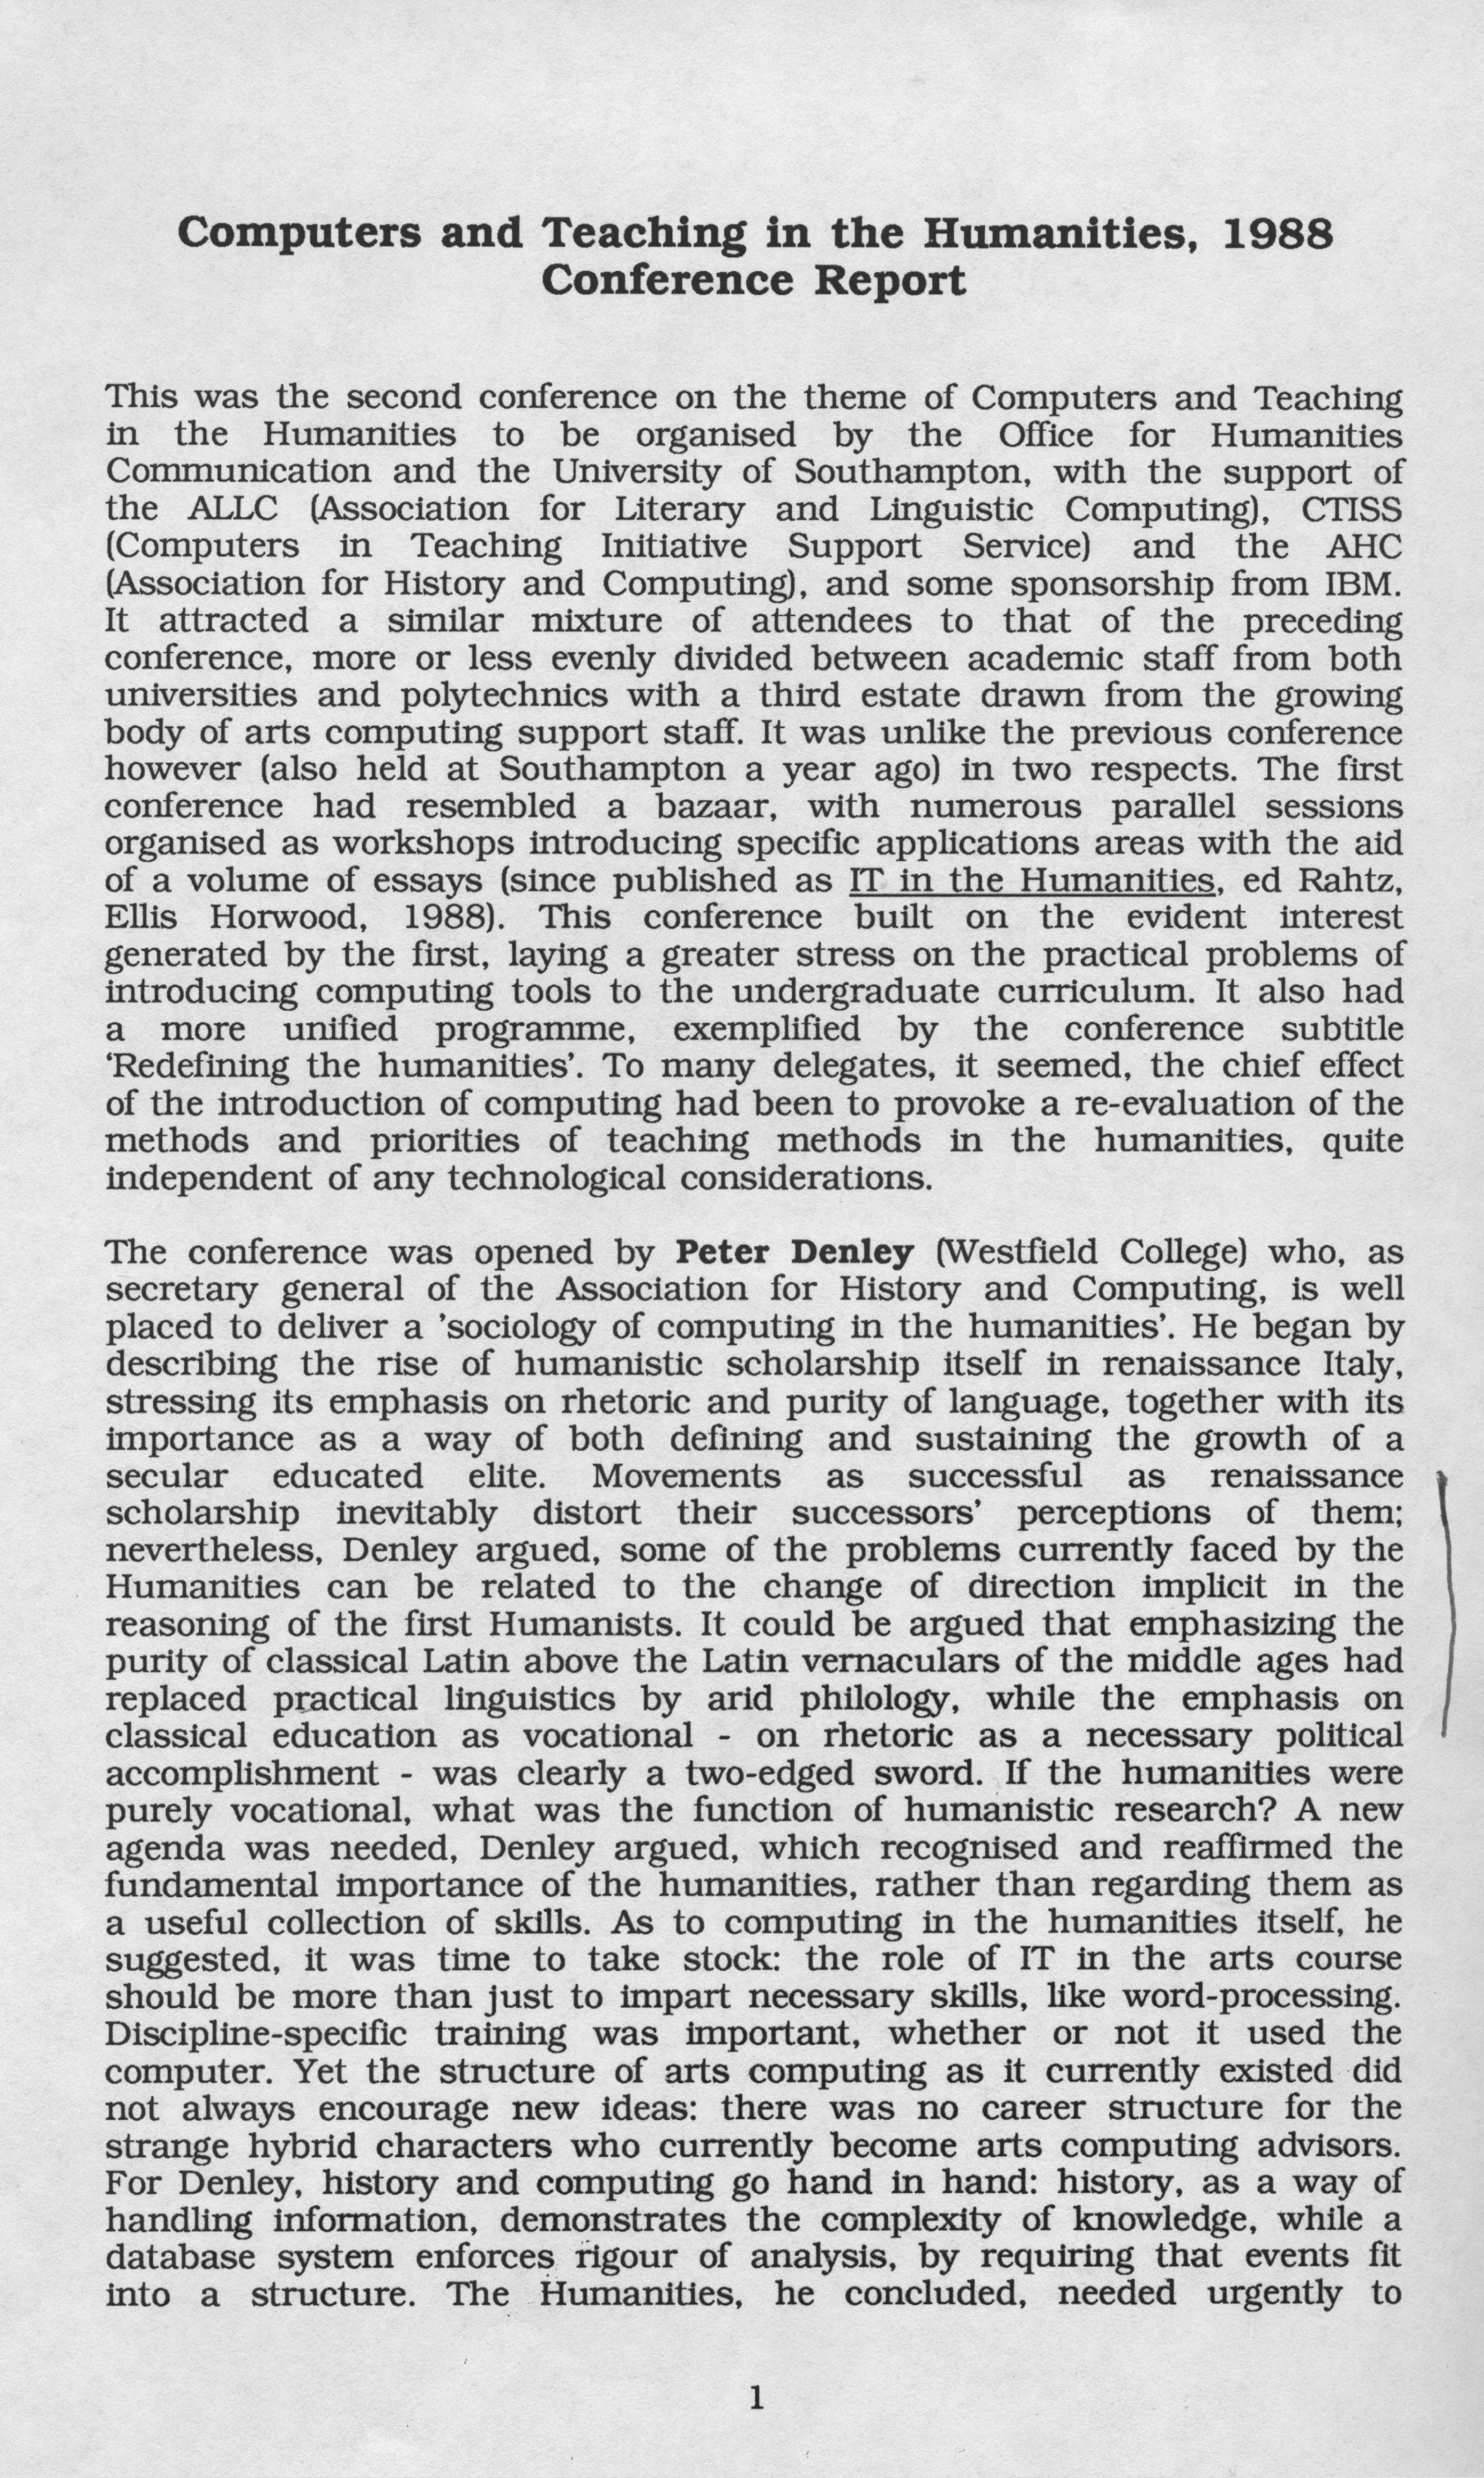 Computers and Teaching in the Humanities, 1988
Conference Report
This was the second conference on the theme of Computers and Teaching
in the Humanities to be organised by the Office for Humanities
Communication and the University of Southampton, with the support of
the ALLC (Association for Literary and Linguistic Computing), CTISS
(Computers in Teaching Initiative Support Service) and the AHC
(Association for History and Computing), and some sponsorship from IBM.
It attracted a similar mixture of attendees to that of the preceding
conference, more or less evenly divided between academic staff from both
universities and polytechnics with a third estate drawn from the growing
body of arts computing support staff. It was unlike the previous conference
however (also held at Southampton a year ago) in two respects. The first
conference had resembled a bazaar, with numerous parallel sessions
organised as workshops introducing specific applications areas with the aid
of a volume of essays (since published as IT in the Humanities, ed Rahtz,
Ellis Horwood, 1988). This conference built on the evident interest
generated by the first, laying a greater stress on the practical problems of
introducing computing tools to the undergraduate curriculum. It also had
a more unified programme, exemplified by the conference subtitle
‘Redefining the humanities’. To many delegates, it seemed, the chief effect
of the introduction of computing had been to provoke a re-evaluation of the
methods and priorities of teaching methods in the humanities, quite
independent of any technological considerations.
The conference was opened by Peter Denley (Westfield College) who, as
secretary general of the Association for History and Computing, is well
placed to deliver a ’sociology of computing in the humanities’. He began by
describing the rise of humanistic scholarship itself in renaissance Italy,
stressing its emphasis on rhetoric and purity of language, together with its
importance as a way of both defining and sustaining the growth of a
secular educated elite. Movements as successful as renaissance
scholarship inevitably distort their successors’ perceptions of them;
nevertheless, Denley argued, some of the problems currently faced by the
Humanities can be related to the change of direction implicit in the
reasoning of the first Humanists. It could be argued that emphasizing the
purity of classical Latin above the Latin vernaculars of the middle ages had
replaced practical linguistics by arid philology, while the emphasis on
classical education as vocational - on rhetoric as a necessary political
accomplishment - was clearly a two-edged sword. If the humanities were
purely vocational, what was the function of humanistic research? A new
agenda was needed, Denley argued, which recognised and reaffirmed the
fundamental importance of the humanities, rather than regarding them as
a useful collection of skills. As to computing in the humanities itself, he
suggested, it was time to take stock: the role of IT in the arts course
should be more than just to impart necessary skills, like word-processing.
Discipline-specific training was important, whether or not it used the
computer. Yet the structure of arts computing as it currently existed did
not always encourage new ideas: there was no career structure for the
strange hybrid characters who currently become arts computing advisors.
For Denley, history and computing go hand in hand: history, as a way of
handling information, demonstrates the complexity of knowledge, while a
database system enforces rigour of analysis, by requiring that events fit
into a structure. The Humanities, he concluded, needed urgently to
1